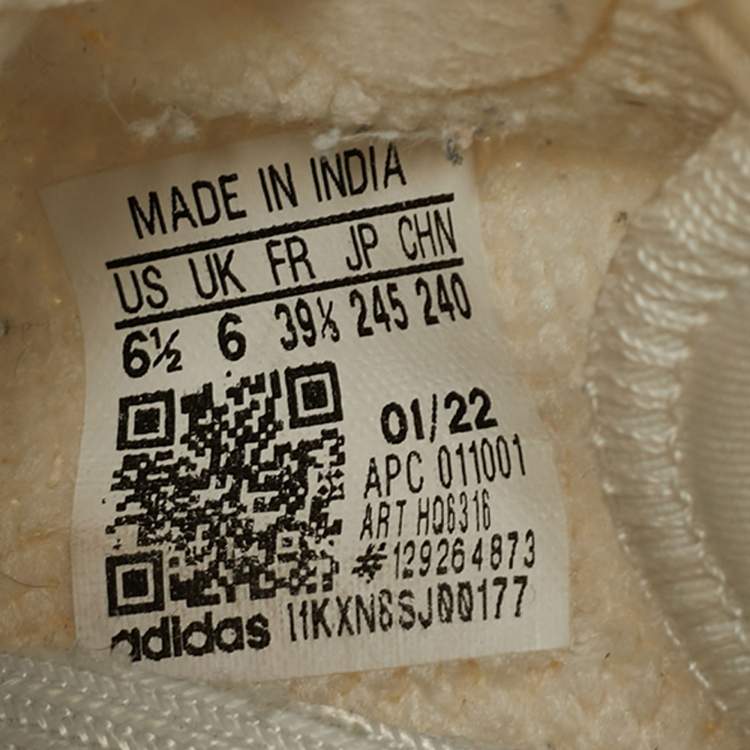 MADE IN INDIA
US UK FR JP CHN
6½ 6 39⅓ 245 240
01/22
APC 011001
ART HQ6316
#129264873
adidas I1KXN8SJ00177